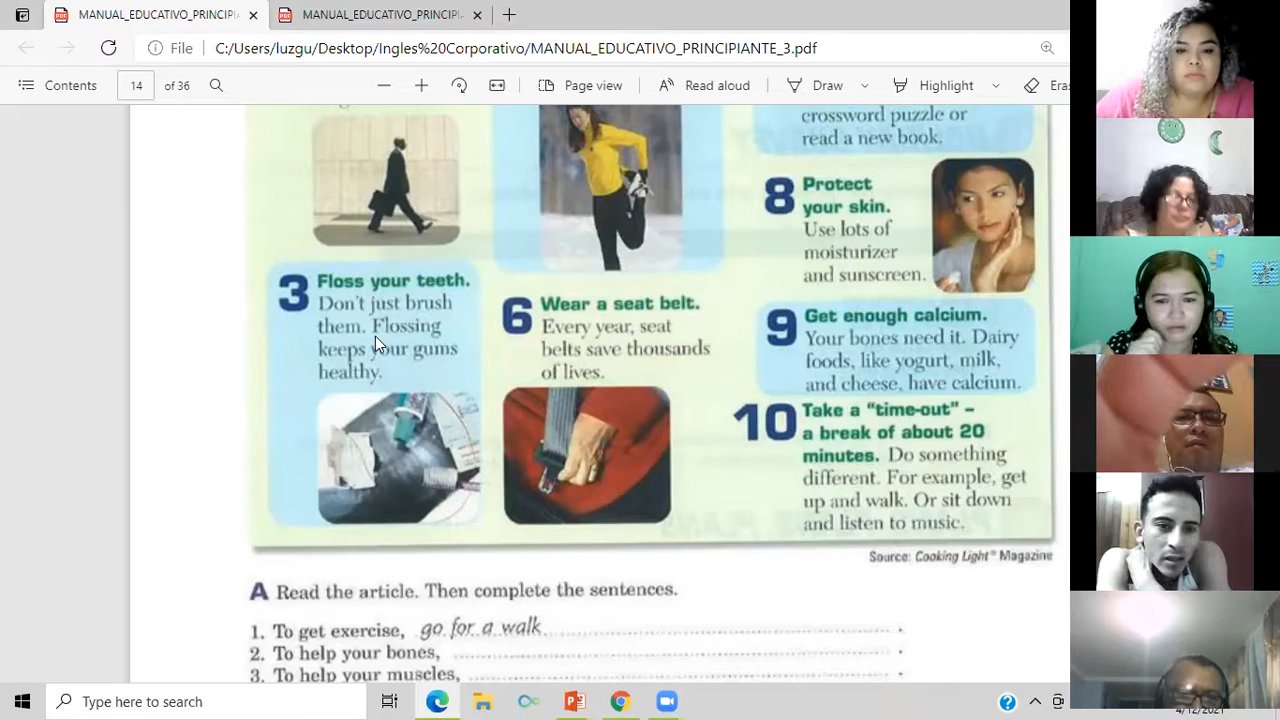 MANUAL_EDUCATIVO_PRINCIPI
MANUAL_EDUCATIVO_PRINCIPI
File
C:/Users/luzgu/Desktop/Ingles%20Corporativo/MANUAL_EDUCATIVO_PRINCIPIANTE_3.pdf
Contents
14
of 36
Page view
Read aloud
Draw
Highlight
Era
3 Floss your teeth.
Don't just brush
them. Flossing
keeps your gums
healthy.
6 Wear a seat belt.
Every year, seat
belts save thousands
of lives.
crossword puzzle or
read a new book.
8 Protect
your skin.
Use lots of
moisturizer
and sunscreen.
9 Get enough calcium.
Your bones need it. Dairy
foods, like yogurt, milk,
and cheese, have calcium.
10 Take a “time-out” –
a break of about 20
minutes. Do something
different. For example, get
up and walk. Or sit down
and listen to music.
Source: Cooking Light® Magazine
A Read the article. Then complete the sentences.
1. To get exercise, go for a walk .
2. To help your bones, .
3. To help your muscles, .
Type here to search
4/12/2021